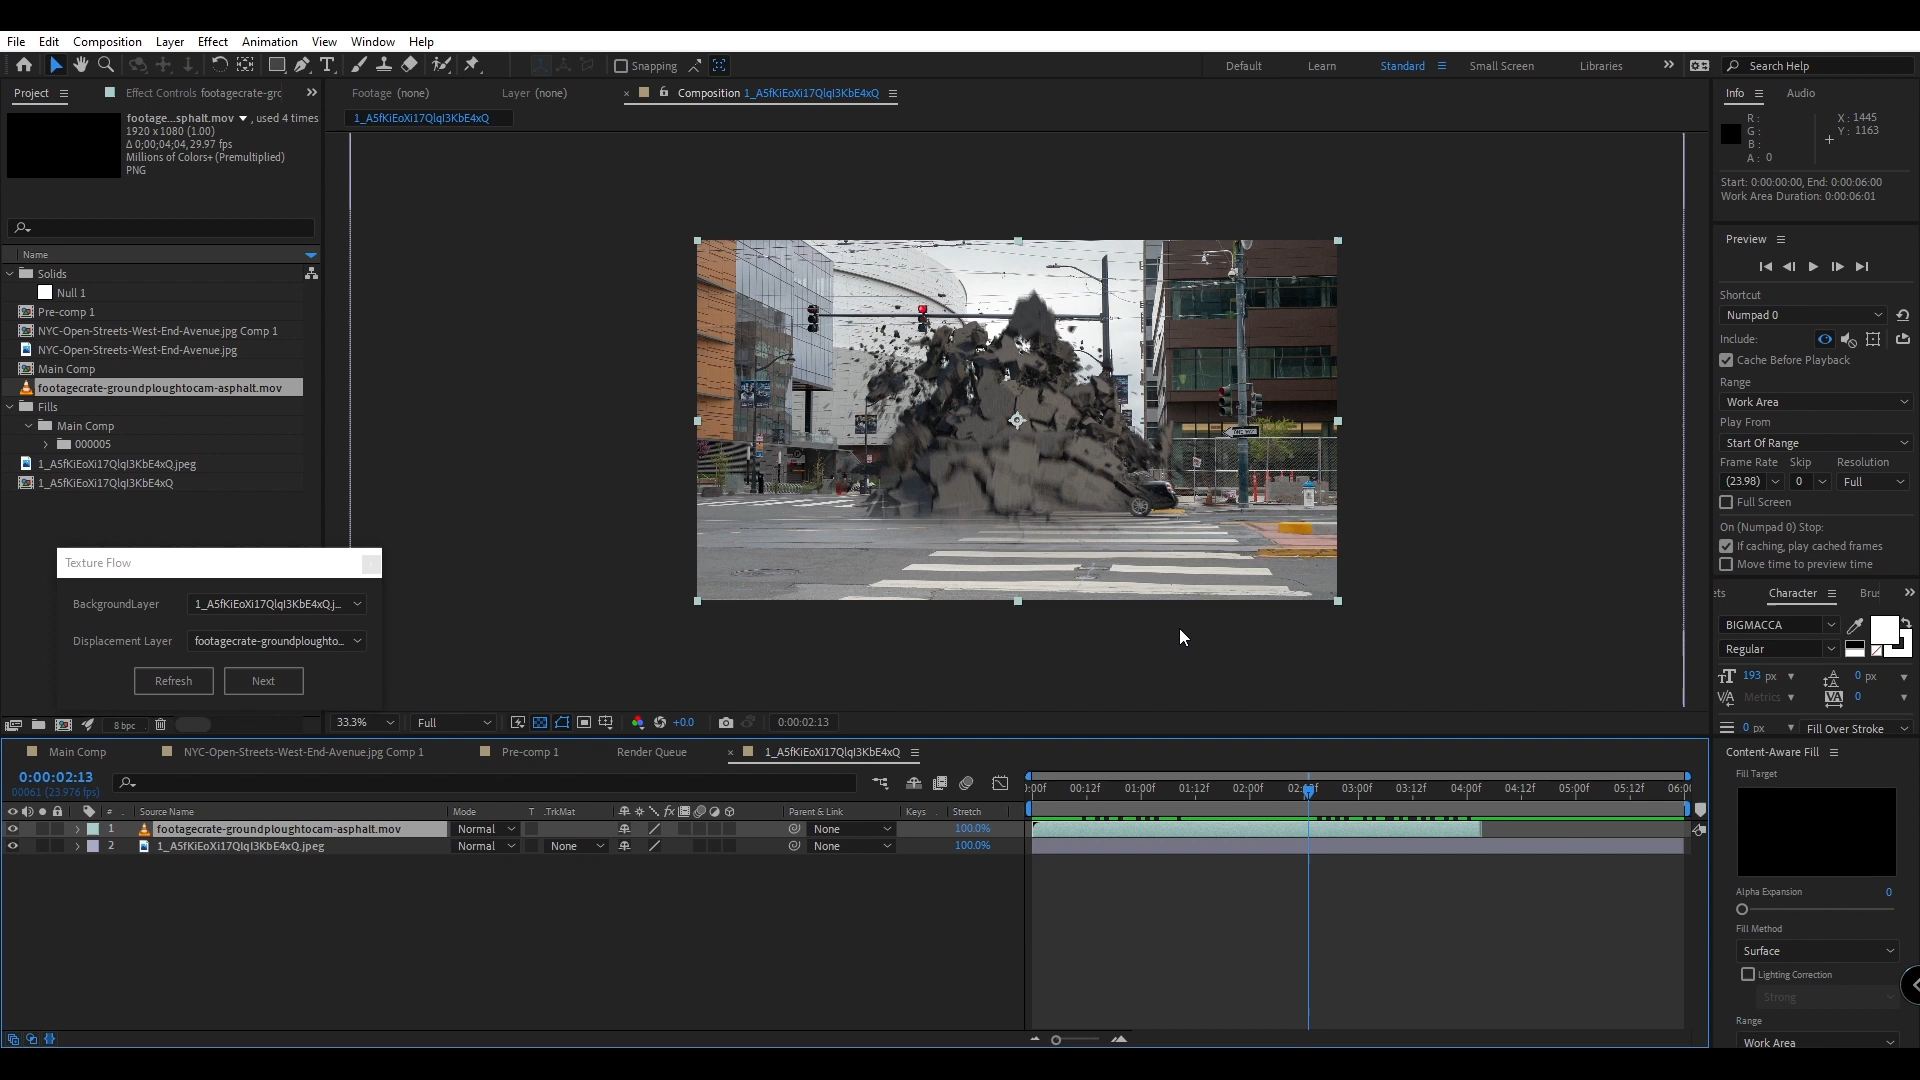 File Edit Composition Layer Effect Animation View Window Help
Snapping
Default Learn Standard Small Screen Libraries Search Help
Project Effect Controls footagecrate-grc
Footage (none) Layer (none) × Composition 1_A5fKiEoXi17QlqI3KbE4xQ
Info Audio
footage...sphalt.mov , used 4 times
1920 x 1080 (1.00)
Δ 0;00;04;04, 29.97 fps
Millions of Colors+ (Premultiplied)
PNG
1_A5fKiEoXi17QlqI3KbE4xQ
R :
G :
B :
A : 0
X : 1445
Y : 1163
Start: 0:00:00:00, End: 0:00:06:00
Work Area Duration: 0:00:06:01
Name
Solids
Null 1
Pre-comp 1
NYC-Open-Streets-West-End-Avenue.jpg Comp 1
NYC-Open-Streets-West-End-Avenue.jpg
Main Comp
footagecrate-groundploughtocam-asphalt.mov
Fills
Main Comp
000005
1_A5fKiEoXi17QlqI3KbE4xQ.jpeg
1_A5fKiEoXi17QlqI3KbE4xQ
Texture Flow
BackgroundLayer 1_A5fKiEoXi17QlqI3KbE4xQ.j...
Displacement Layer footagecrate-groundploughto...
Refresh Next
8 bpc
ONE WAY
33.3% Full +0.0 0:00:02:13
Preview
Shortcut
Numpad 0
Include:
Cache Before Playback
Range
Work Area
Play From
Start Of Range
Frame Rate Skip Resolution
(23.98) 0 Full
Full Screen
On (Numpad 0) Stop:
If caching, play cached frames
Move time to preview time
ets Character Bru
BIGMACCA
Regular
193 px 0 px
Metrics 0
0 px Fill Over Stroke
Content-Aware Fill
Fill Target
Alpha Expansion 0
Fill Method
Surface
Lighting Correction
Strong
Range
Work Area
Main Comp NYC-Open-Streets-West-End-Avenue.jpg Comp 1 Pre-comp 1 Render Queue × 1_A5fKiEoXi17QlqI3KbE4xQ
0:00:02:13
00061 (23.976 fps)
:00f 00:12f 01:00f 01:12f 02:00f 03:00f 03:12f 04:00f 04:12f 05:00f 05:12f 06:0
# Source Name Mode T .TrkMat Parent & Link Keys Stretch
1 footagecrate-groundploughtocam-asphalt.mov Normal None 100.0%
2 1_A5fKiEoXi17QlqI3KbE4xQ.jpeg Normal None None 100.0%